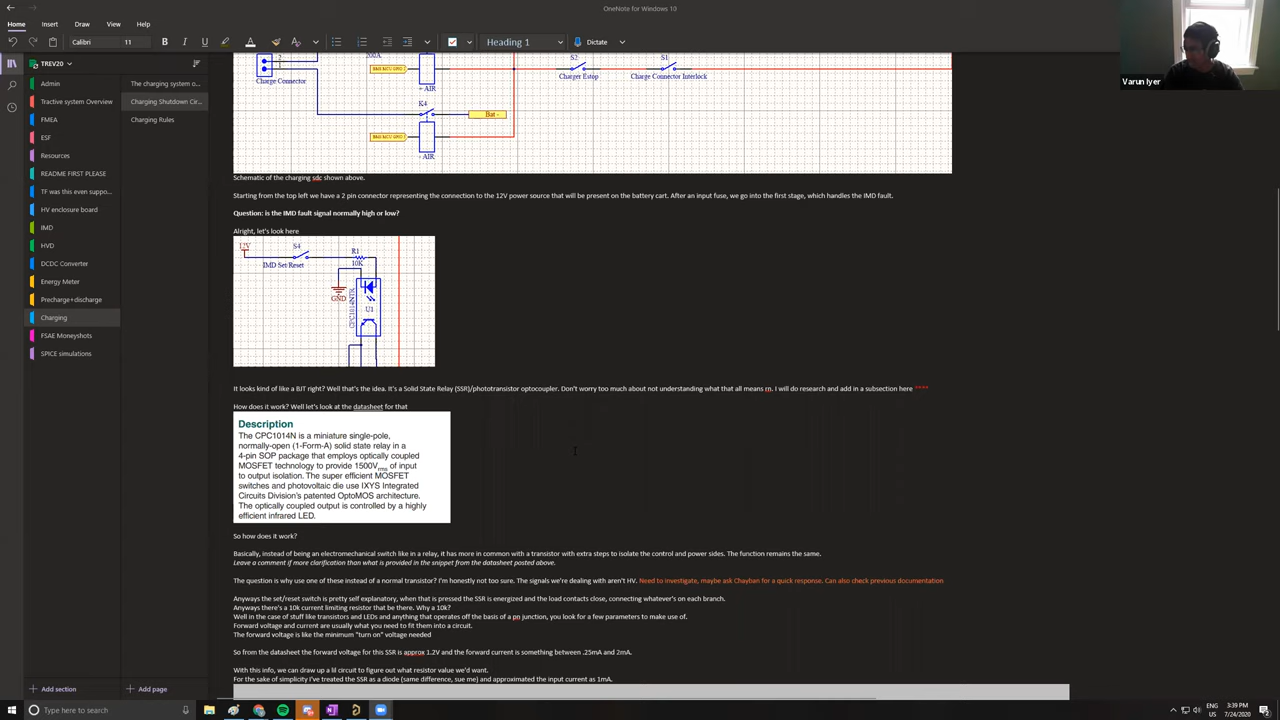 OneNote for Windows 10
Home Insert Draw View Help
Calibri 11 B I U A Heading 1 Dictate
Varun Iyer
TREV20
Admin
Tractive system Overview
FMEA
ESF
Resources
README FIRST PLEASE
TF was this even suppo...
HV enclosure board
IMD
HVD
DCDC Converter
Energy Meter
Precharge+discharge
Charging
FSAE Moneyshots
SPICE simulations
The charging system o...
Charging Shutdown Cir...
Charging Rules
200A
2
1
Charge Connector
+ AIR
S2
Charger Estop
S1
Charge Connector Interlock
K4
Bat -
- AIR
Schematic of the charging sdc shown above.
Starting from the top left we have a 2 pin connector representing the connection to the 12V power source that will be present on the battery cart. After an input fuse, we go into the first stage, which handles the IMD fault.
Question: is the IMD fault signal normally high or low?
Alright, let's look here
12V
S4
IMD Set/Reset
R1
10K
GND
CPC1014NTR
U1
It looks kind of like a BJT right? Well that's the idea. It's a Solid State Relay (SSR)/phototransistor optocoupler. Don't worry too much about not understanding what that all means rn. I will do research and add in a subsection here ****
How does it work? Well let's look at the datasheet for that
Description
The CPC1014N is a miniature single-pole,
normally-open (1-Form-A) solid state relay in a
4-pin SOP package that employs optically coupled
MOSFET technology to provide 1500Vrms of input
to output isolation. The super efficient MOSFET
switches and photovoltaic die use IXYS Integrated
Circuits Division's patented OptoMOS architecture.
The optically coupled output is controlled by a highly
efficient infrared LED.
So how does it work?
Basically, instead of being an electromechanical switch like in a relay, it has more in common with a transistor with extra steps to isolate the control and power sides. The function remains the same.
Leave a comment if more clarification than what is provided in the snippet from the datasheet posted above.
The question is why use one of these instead of a normal transistor? I'm honestly not too sure. The signals we're dealing with aren't HV. Need to investigate, maybe ask Chayban for a quick response. Can also check previous documentation
Anyways the set/reset switch is pretty self explanatory, when that is pressed the SSR is energized and the load contacts close, connecting whatever's on each branch.
Anyways there's a 10k current limiting resistor that be there. Why a 10k?
Well in the case of stuff like transistors and LEDs and anything that operates off the basis of a pn junction, you look for a few parameters to make use of.
Forward voltage and current are usually what you need to fit them into a circuit.
The forward voltage is like the minimum "turn on" voltage needed
So from the datasheet the forward voltage for this SSR is approx 1.2V and the forward current is something between .25mA and 2mA.
With this info, we can draw up a lil circuit to figure out what resistor value we'd want.
For the sake of simplicity I've treated the SSR as a diode (same difference, sue me) and approximated the input current as 1mA.
Add section
Add page
Type here to search
ENG
US
3:39 PM
7/24/2020